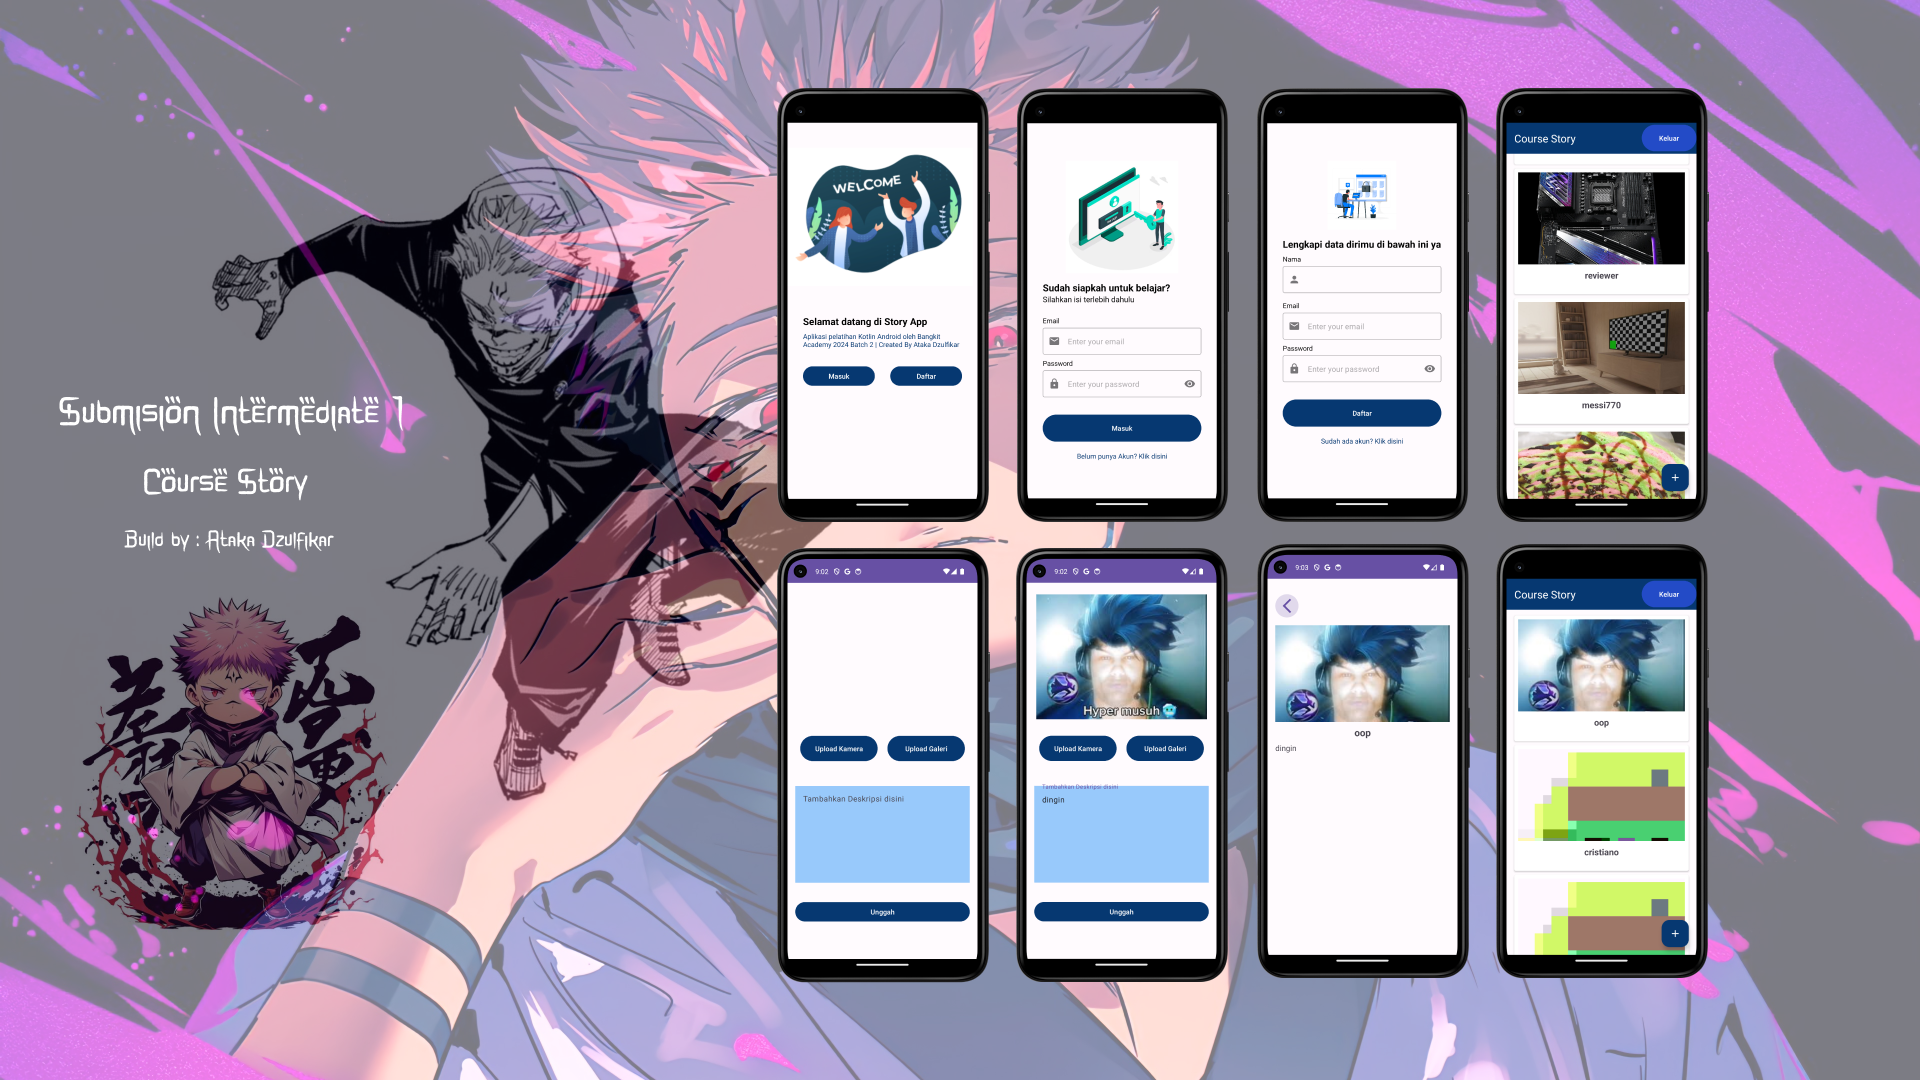 Submision Intermediate 1
Course Story
Build by : Ataka Dzulfikar
WELCOME
Selamat datang di Story App
Aplikasi pelatihan Kotlin Android oleh Bangkit
Academy 2024 Batch 2 | Created By Ataka Dzulfikar
Masuk
Daftar
Sudah siapkah untuk belajar?
Silahkan isi terlebih dahulu
Email
Enter your email
Password
Enter your password
Masuk
Belum punya Akun? Klik disini
Lengkapi data dirimu di bawah ini ya
Nama
Email
Enter your email
Password
Enter your password
Daftar
Sudah ada akun? Klik disini
Course Story
Keluar
reviewer
messi770
+
9:02
Upload Kamera
Upload Galeri
Tambahkan Deskripsi disini
Unggah
9:02
Hyper musuh
Upload Kamera
Upload Galeri
Tambahkan Deskripsi disini
dingin
Unggah
9:03
oop
dingin
Course Story
Keluar
oop
cristiano
+